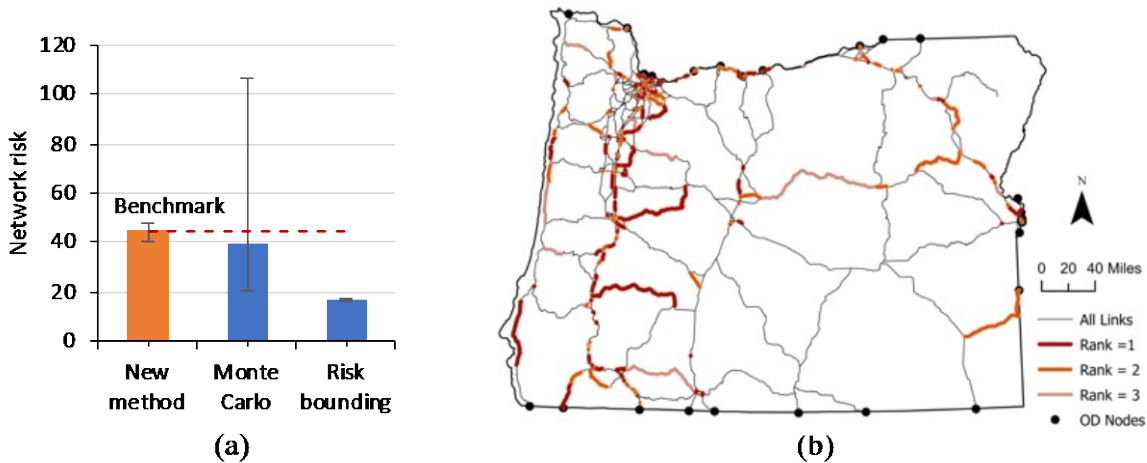 120
100
80
60
40
20
0
Network risk
Benchmark
New method
Monte Carlo
Risk bounding
(a)
N
0 20 40 Miles
All Links
Rank =1
Rank = 2
Rank = 3
OD Nodes
(b)